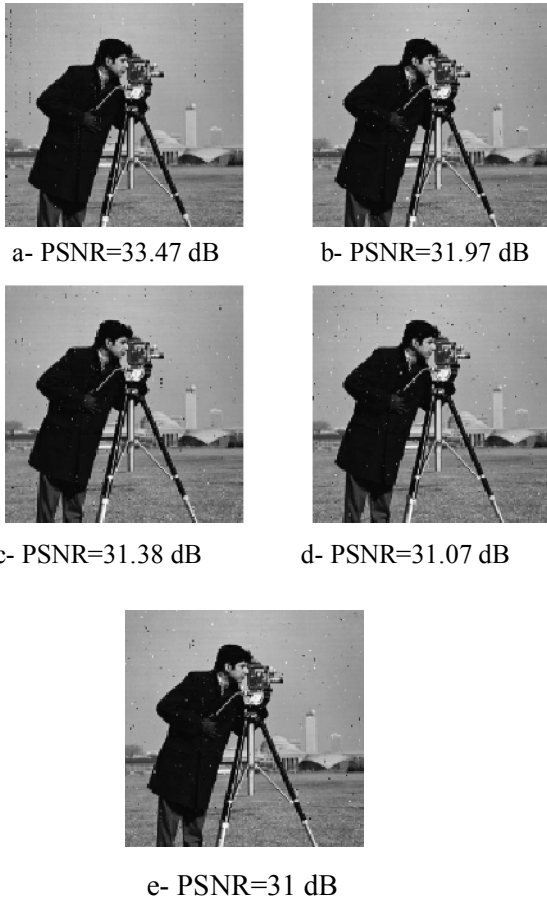 a- PSNR=33.47 dB
b- PSNR=31.97 dB
c- PSNR=31.38 dB
d- PSNR=31.07 dB
e- PSNR=31 dB